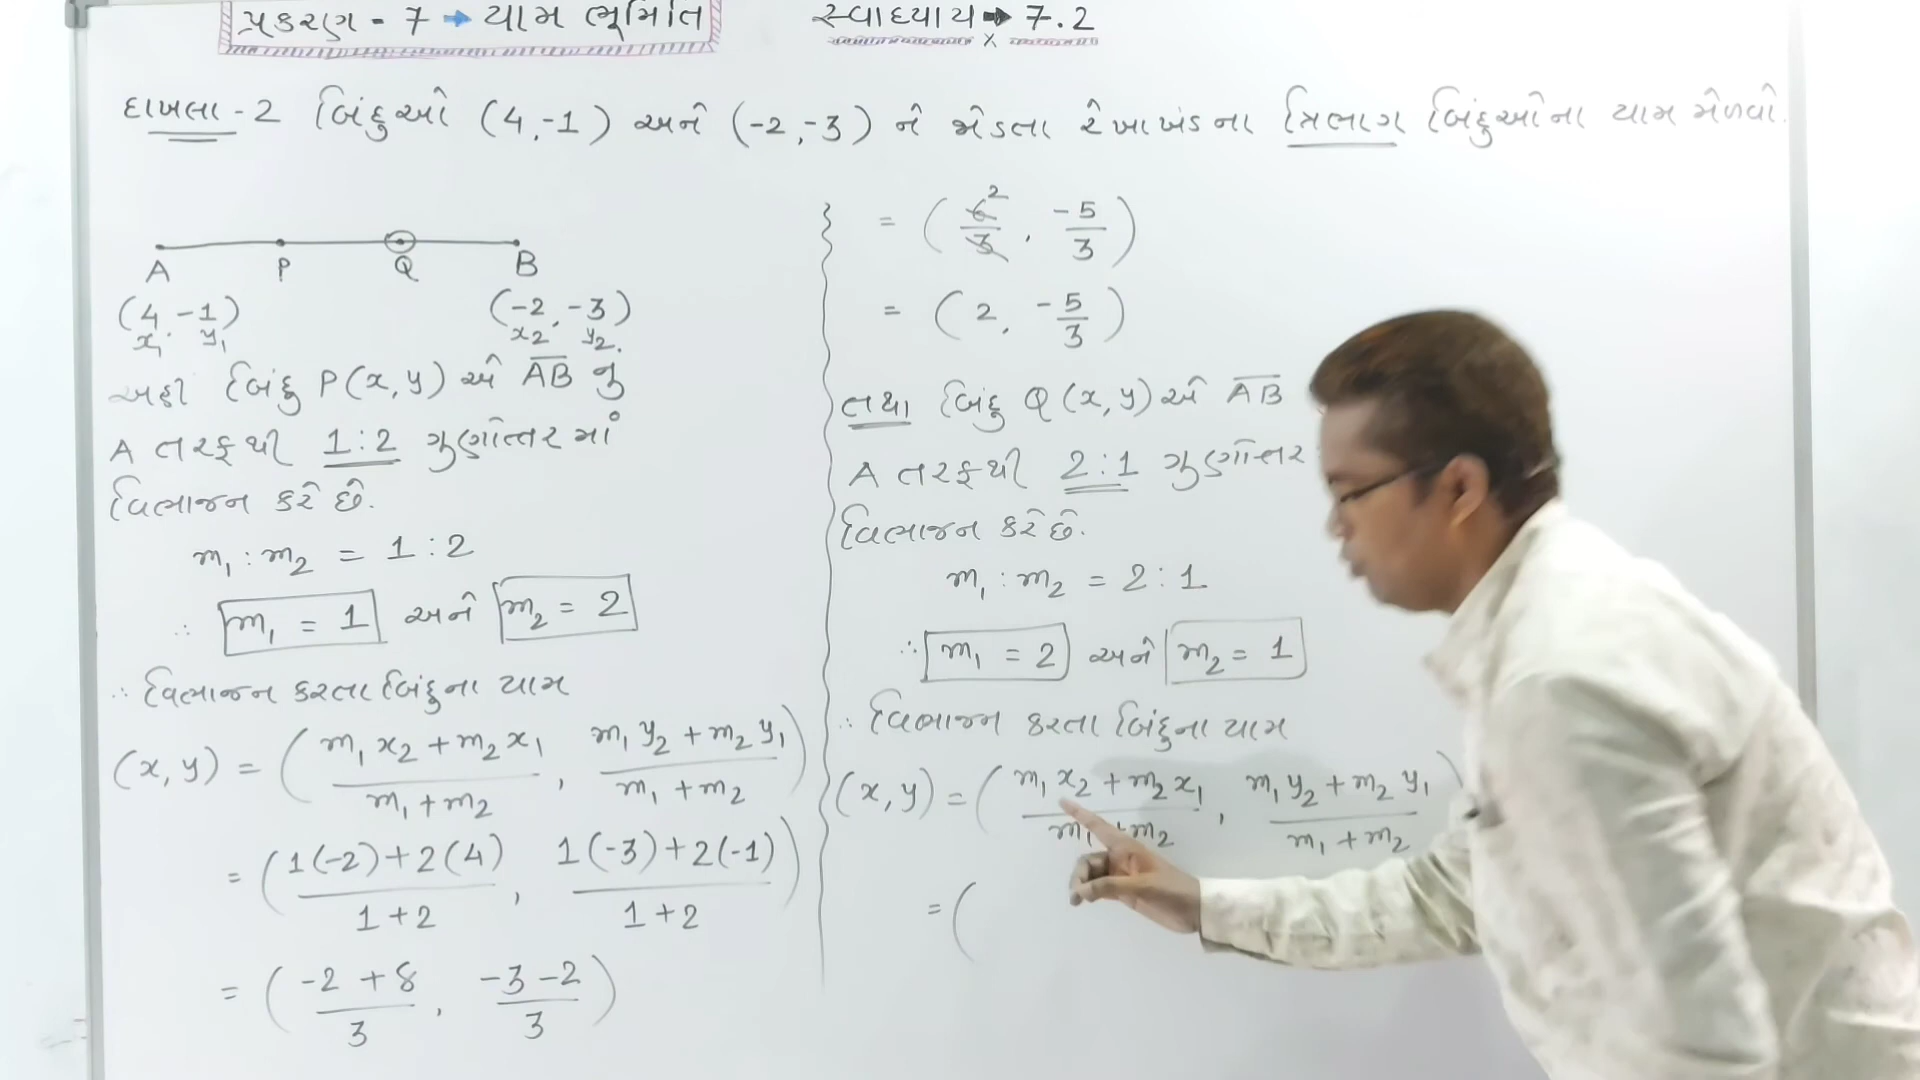 પ્રકરણ - 7 → યામ ભૂમિતિ
સ્વાધ્યાય → 7.2
દાખલા - 2 બિંદુઓ (4,-1) અને (-2,-3) ને જોડતા રેખાખંડના ત્રિભાગ બિંદુઓના યામ મેળવો.
A P Q B
(4,-1) (-2,-3)
x₁, y₁ x₂ y₂
અહીં બિંદુ P(x,y) એ A̅B̅ નું
A તરફથી 1:2 ગુણોત્તરમાં
વિભાજન કરે છે.
m₁ : m₂ = 1 : 2
∴ m₁ = 1 અને m₂ = 2
∴ વિભાજન કરતા બિંદુના યામ
(x, y) = ( (m₁x₂ + m₂x₁)/(m₁ + m₂) , (m₁y₂ + m₂y₁)/(m₁ + m₂) )
= ( (1(-2)+2(4))/(1+2) , (1(-3)+2(-1))/(1+2) )
= ( (-2+8)/3 , (-3-2)/3 )
= ( 6/3 , -5/3 ) 2
= ( 2, -5/3 )
તથા બિંદુ Q(x,y) એ A̅B̅
A તરફથી 2:1 ગુણોત્તર
વિભાજન કરે છે.
m₁ : m₂ = 2 : 1
∴ m₁ = 2 અને m₂ = 1
∴ વિભાજન કરતા બિંદુના યામ
(x, y) = ( (m₁x₂ + m₂x₁)/(m₁+m₂) , (m₁y₂ + m₂y₁)/(m₁ + m₂) )
= (